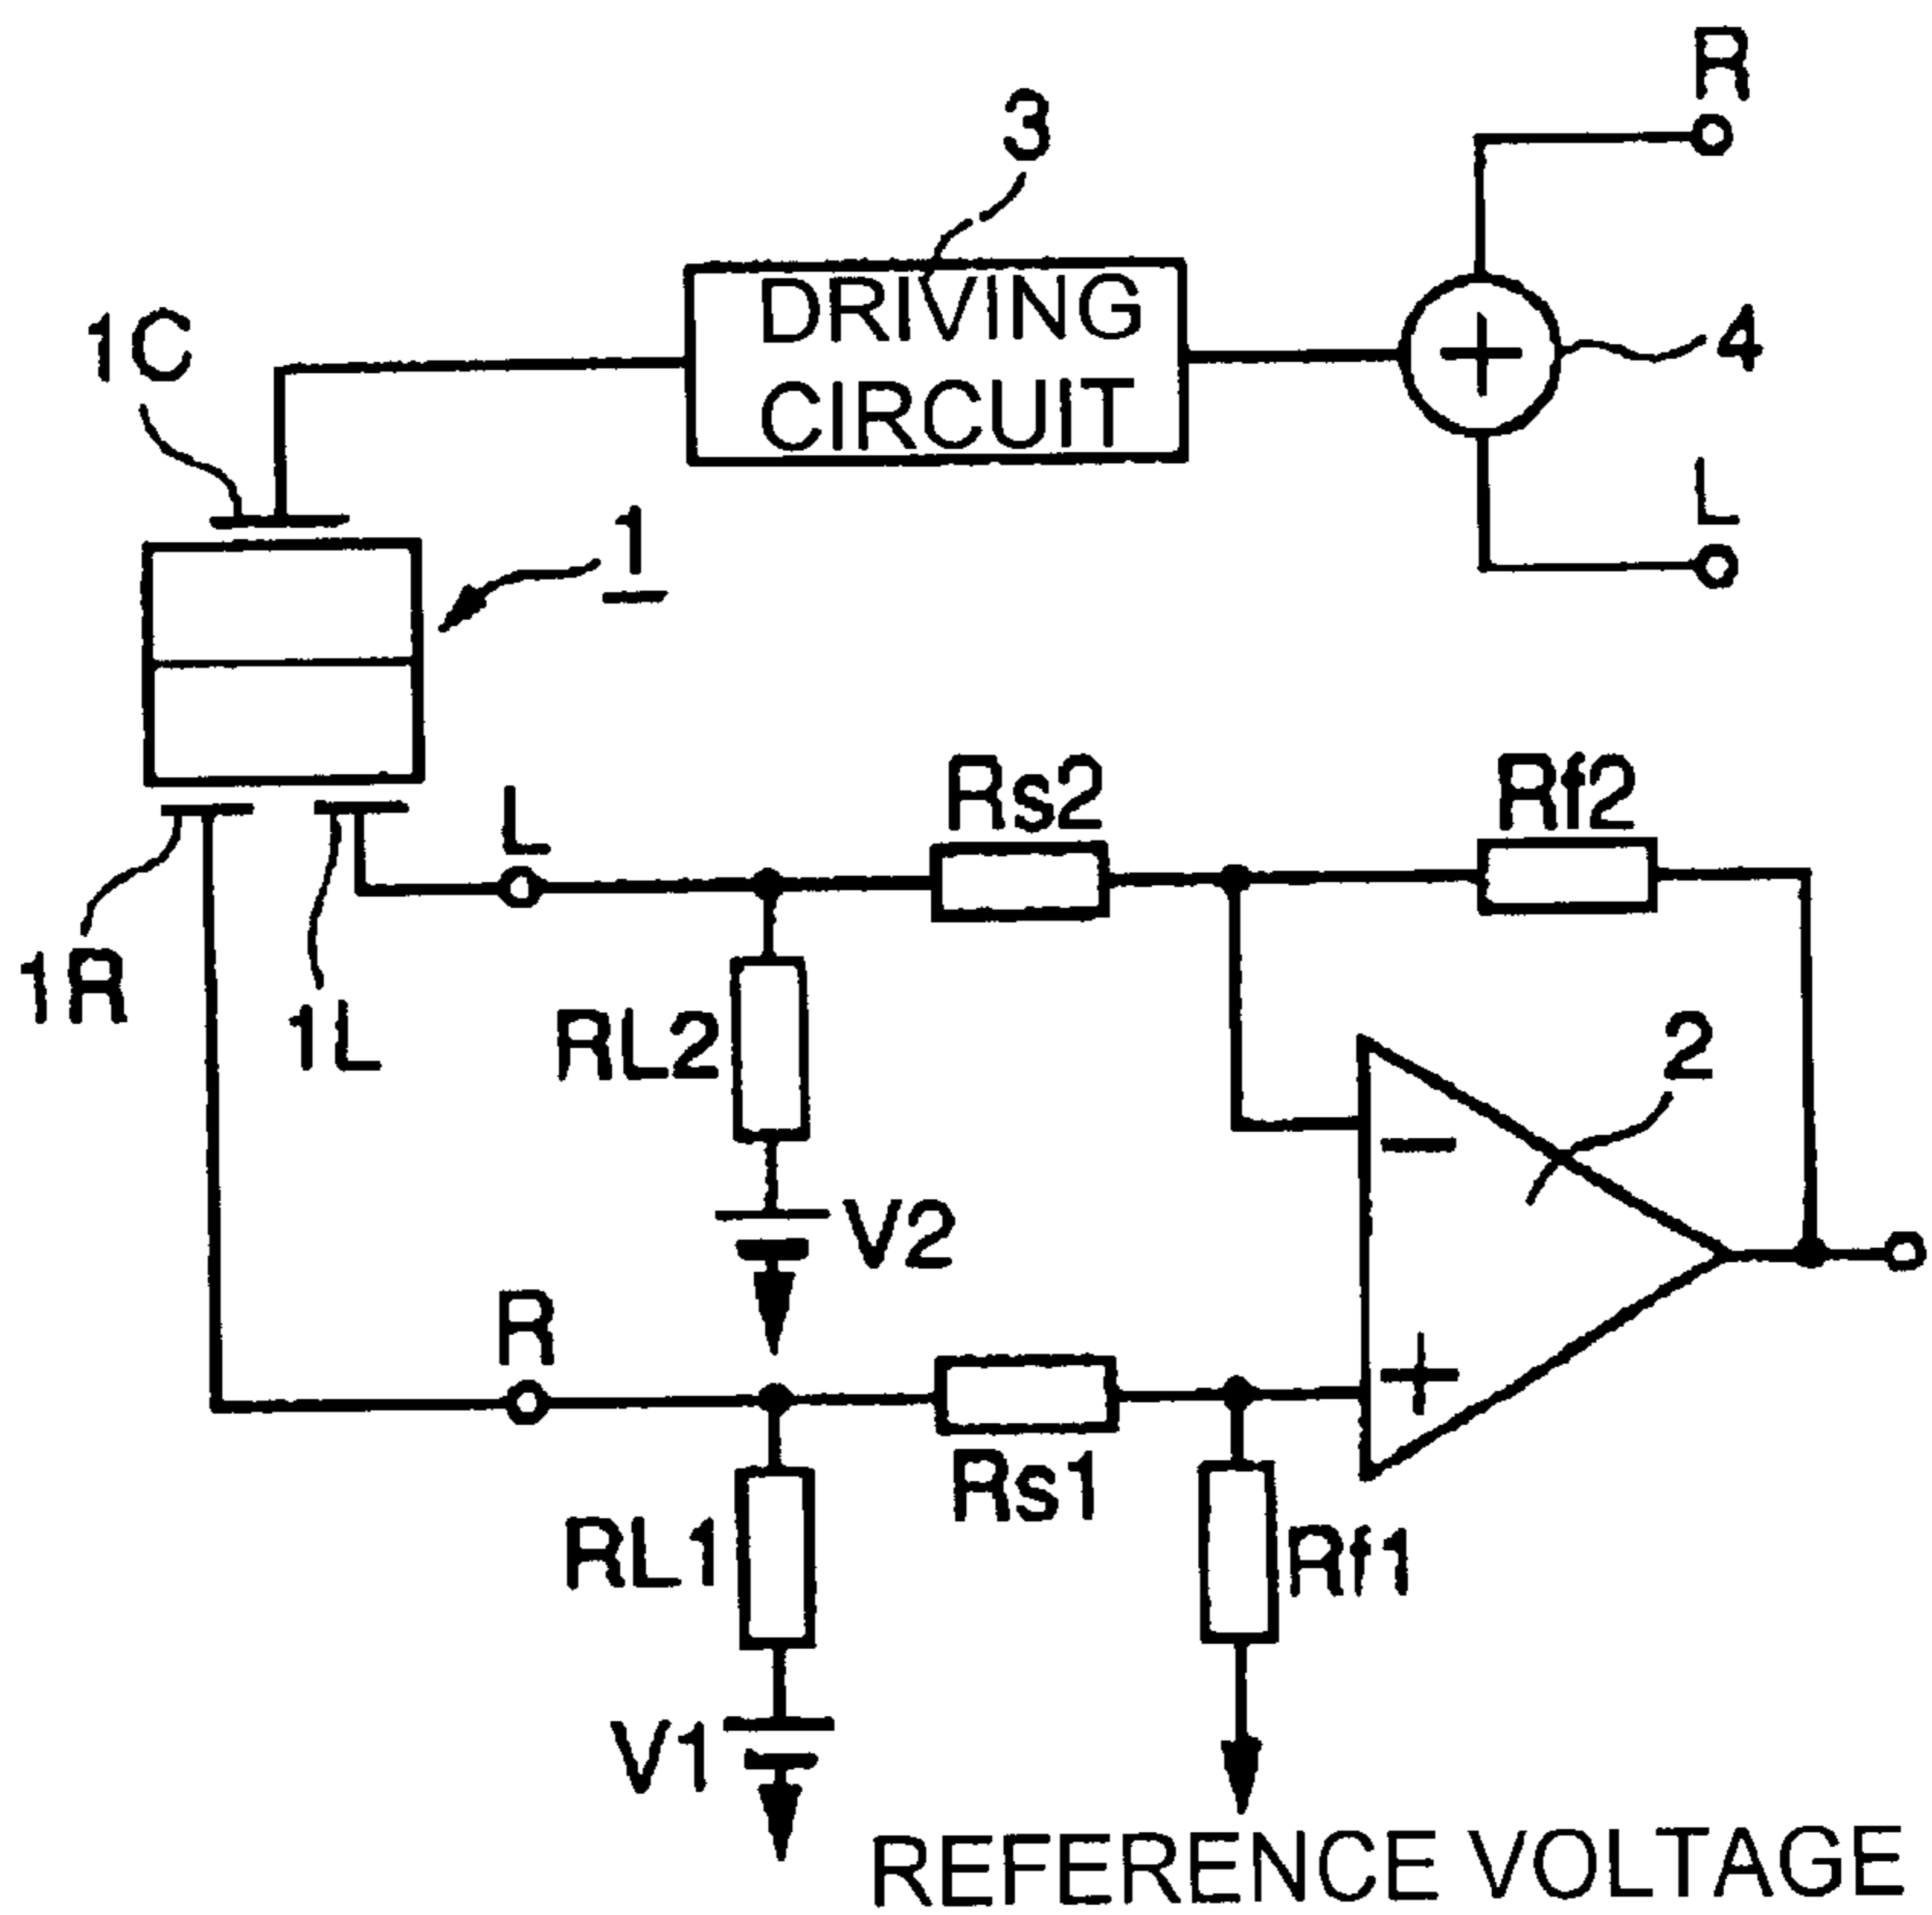 R
3
DRIVING
CIRCUIT
1C
4
L
1
L
Rs2
Rf2
1R
1L
RL2
2
V2
R
Rs1
RL1
Rf1
V1
REFERENCE VOLTAGE